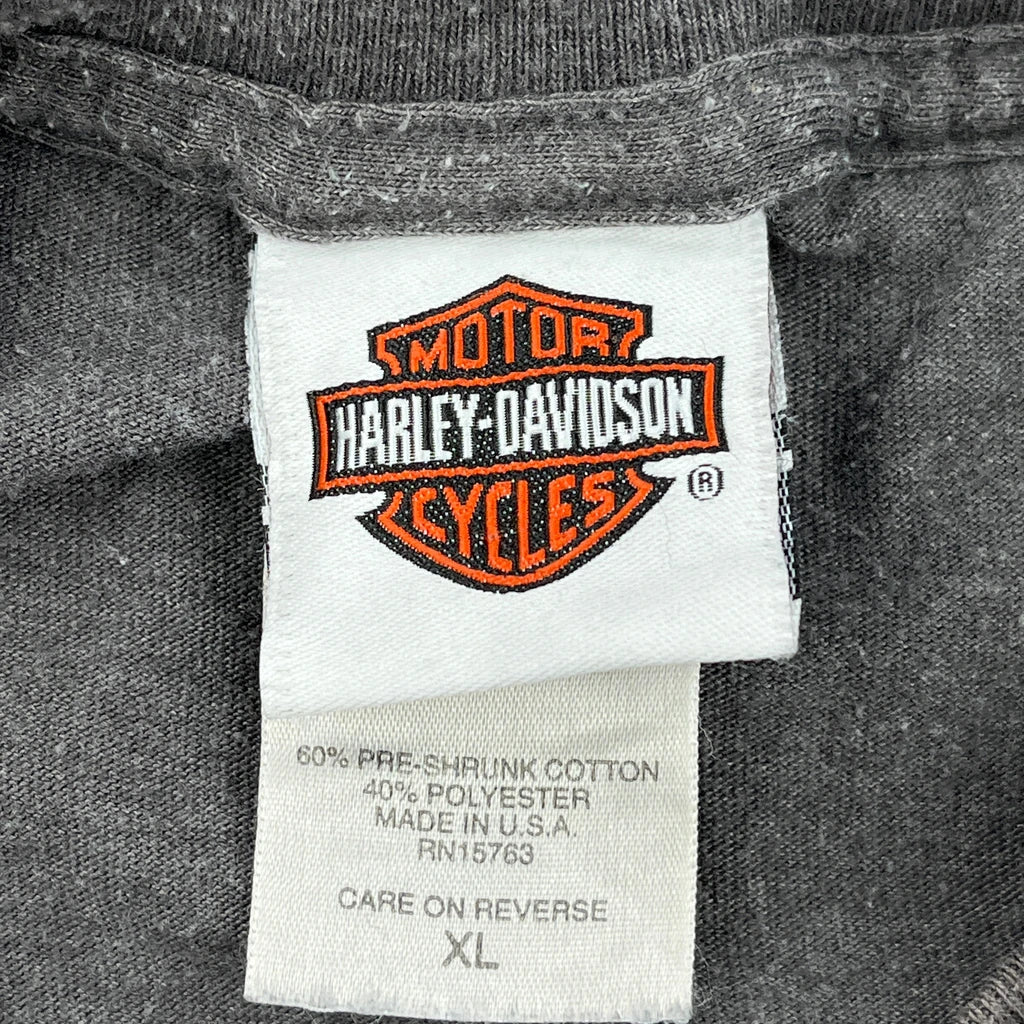 MOTOR
HARLEY-DAVIDSON
CYCLES
®
60% PRE-SHRUNK COTTON
40% POLYESTER
MADE IN U.S.A.
RN15763
CARE ON REVERSE
XL